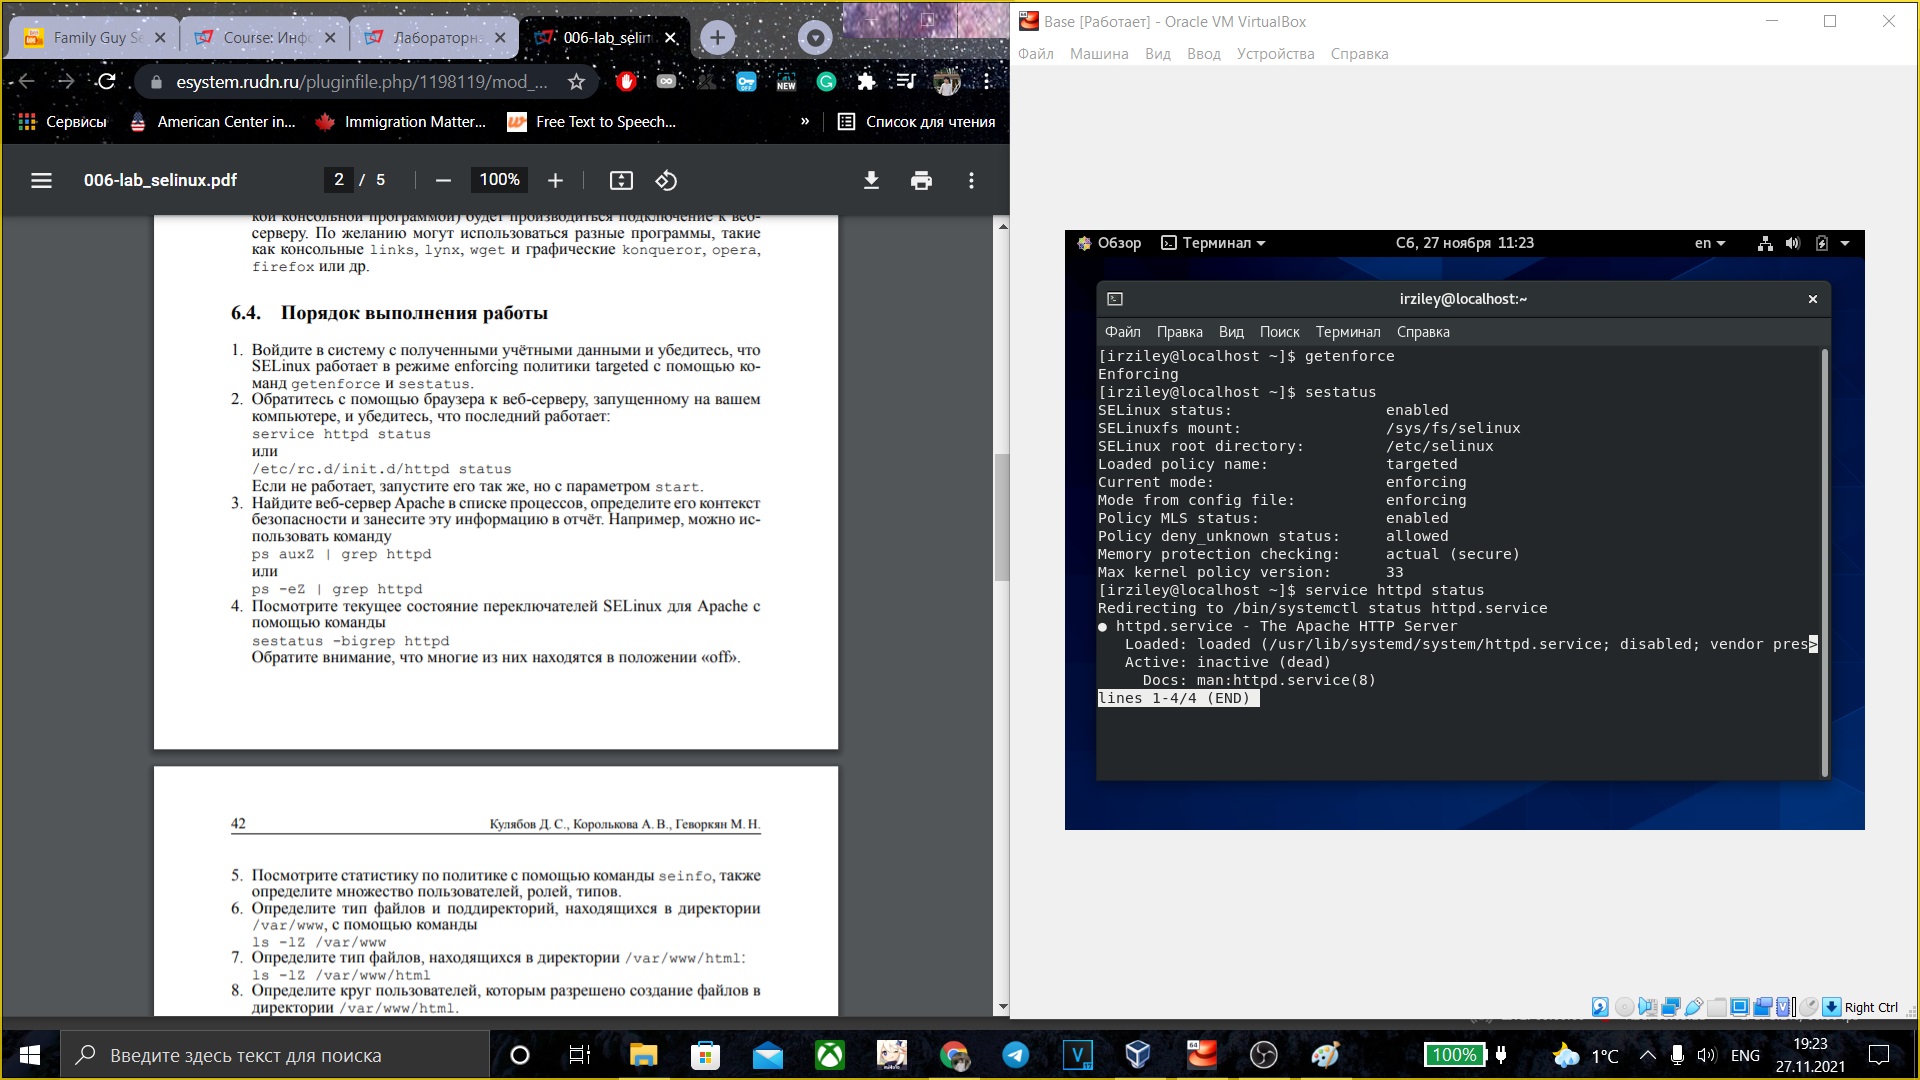 Family Guy S
Course: Инфо
Лабораторн
006-lab_selin
esystem.rudn.ru/pluginfile.php/1198119/mod_...
OFF
NEW
Сервисы
American Center in...
Immigration Matter...
Free Text to Speech...
»
Список для чтения
006-lab_selinux.pdf
2 / 5
100%
кой консольной программой) будет производиться подключение к веб-
серверу. По желанию могут использоваться разные программы, такие
как консольные links, lynx, wget и графические konqueror, opera,
firefox или др.
6.4. Порядок выполнения работы
1. Войдите в систему с полученными учётными данными и убедитесь, что
SELinux работает в режиме enforcing политики targeted с помощью ко-
манд getenforce и sestatus.
2. Обратитесь с помощью браузера к веб-серверу, запущенному на вашем
компьютере, и убедитесь, что последний работает:
service httpd status
или
/etc/rc.d/init.d/httpd status
Если не работает, запустите его так же, но с параметром start.
3. Найдите веб-сервер Apache в списке процессов, определите его контекст
безопасности и занесите эту информацию в отчёт. Например, можно ис-
пользовать команду
ps auxZ | grep httpd
или
ps -eZ | grep httpd
4. Посмотрите текущее состояние переключателей SELinux для Apache с
помощью команды
sestatus -bigrep httpd
Обратите внимание, что многие из них находятся в положении «off».
42
Кулябов Д. С., Королькова А. В., Геворкян М. Н.
5. Посмотрите статистику по политике с помощью команды seinfo, также
определите множество пользователей, ролей, типов.
6. Определите тип файлов и поддиректорий, находящихся в директории
/var/www, с помощью команды
ls -lZ /var/www
7. Определите тип файлов, находящихся в директории /var/www/html:
ls -lZ /var/www/html
8. Определите круг пользователей, которым разрешено создание файлов в
директории /var/www/html.
Base [Работает] - Oracle VM VirtualBox
Файл Машина Вид Ввод Устройства Справка
Обзор
Терминал
Сб, 27 ноября 11:23
en
irziley@localhost:~
Файл Правка Вид Поиск Терминал Справка
[irziley@localhost ~]$ getenforce
Enforcing
[irziley@localhost ~]$ sestatus
SELinux status: enabled
SELinuxfs mount: /sys/fs/selinux
SELinux root directory: /etc/selinux
Loaded policy name: targeted
Current mode: enforcing
Mode from config file: enforcing
Policy MLS status: enabled
Policy deny_unknown status: allowed
Memory protection checking: actual (secure)
Max kernel policy version: 33
[irziley@localhost ~]$ service httpd status
Redirecting to /bin/systemctl status httpd.service
● httpd.service - The Apache HTTP Server
Loaded: loaded (/usr/lib/systemd/system/httpd.service; disabled; vendor pres>
Active: inactive (dead)
Docs: man:httpd.service(8)
lines 1-4/4 (END)
Right Ctrl
Введите здесь текст для поиска
100%
1°C
ENG
19:23
27.11.2021